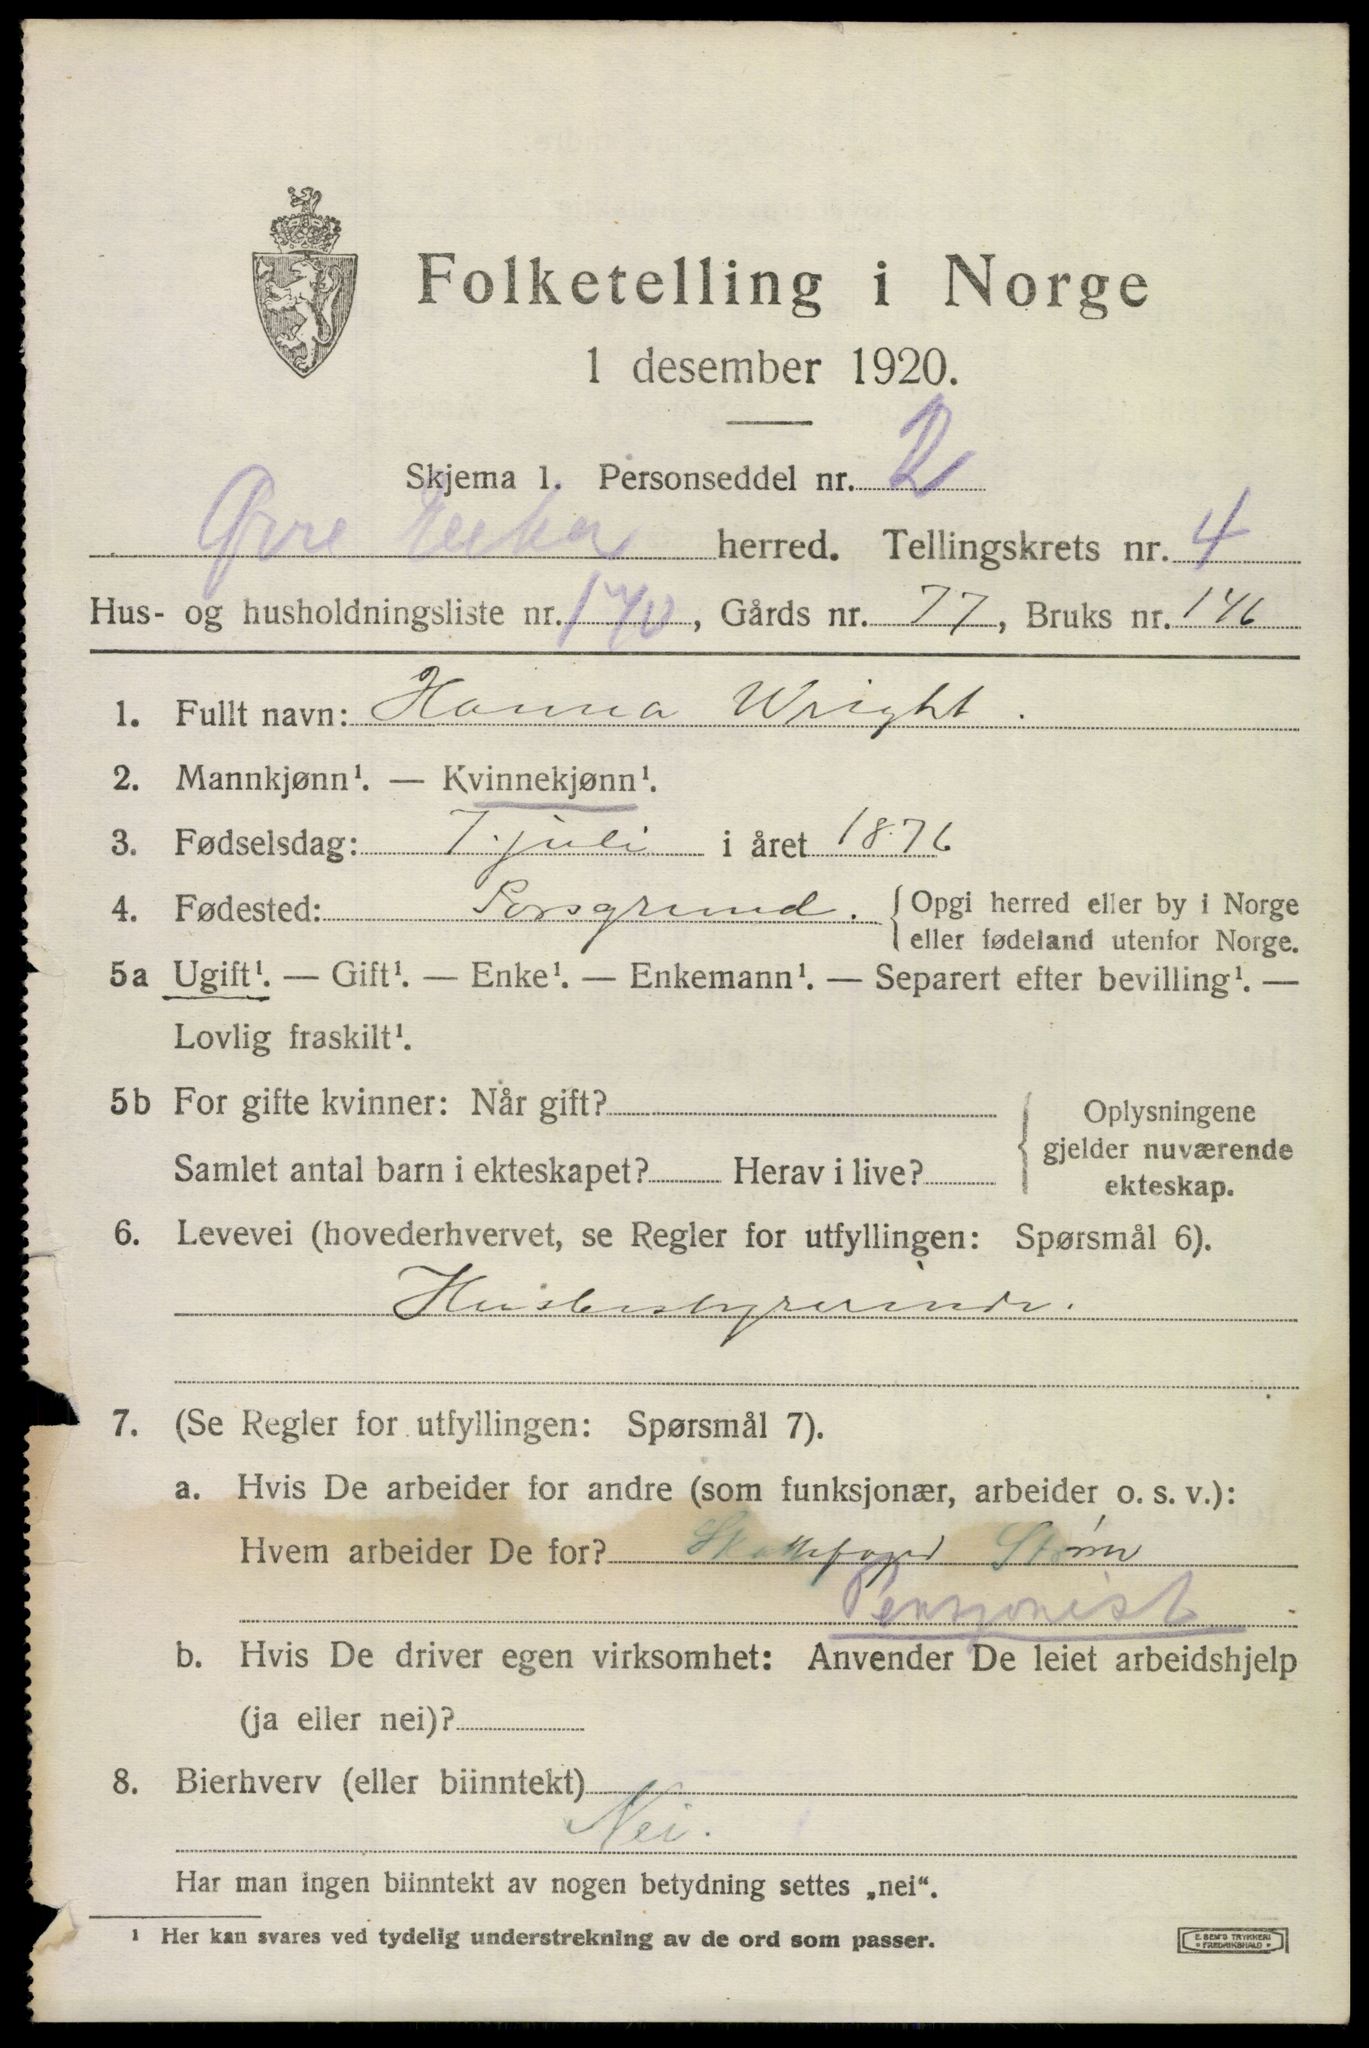 Folketelling i Norge
1 desember 1920.
Skjema 1. Personseddel nr. 2
Øvre Eiker herred. Tellingskrets nr. 4
Hus- og husholdningsliste nr. 170, Gårds nr. 77, Bruks nr. 146
1. Fullt navn: Hanna Wright.
2. Mannkjønn¹. — Kvinnekjønn¹.
3. Fødselsdag: 7. juli i året 1876
4. Fødested: Porsgrund. { Opgi herred eller by i Norge
eller fødeland utenfor Norge.
5a Ugift¹. — Gift¹. — Enke¹. — Enkemann¹. — Separert efter bevilling¹. —
Lovlig fraskilt¹.
5b For gifte kvinner: Når gift? { Oplysningene
gjelder nuværende
ekteskap.
Samlet antal barn i ekteskapet? Herav i live?
6. Levevei (hovederhvervet, se Regler for utfyllingen: Spørsmål 6).
Husbestyrerinde.
7. (Se Regler for utfyllingen: Spørsmål 7).
a. Hvis De arbeider for andre (som funksjonær, arbeider o. s. v.):
Hvem arbeider De for? Skattefoged Strøm
Pensjonist
b. Hvis De driver egen virksomhet: Anvender De leiet arbeidshjelp
(ja eller nei)?
8. Bierhverv (eller biinntekt)
Nei.
Har man ingen biinntekt av nogen betydning settes „nei“.
¹ Her kan svares ved tydelig understrekning av de ord som passer.
E. SEM'S TRYKKERI
• FREDRIKSHALD •